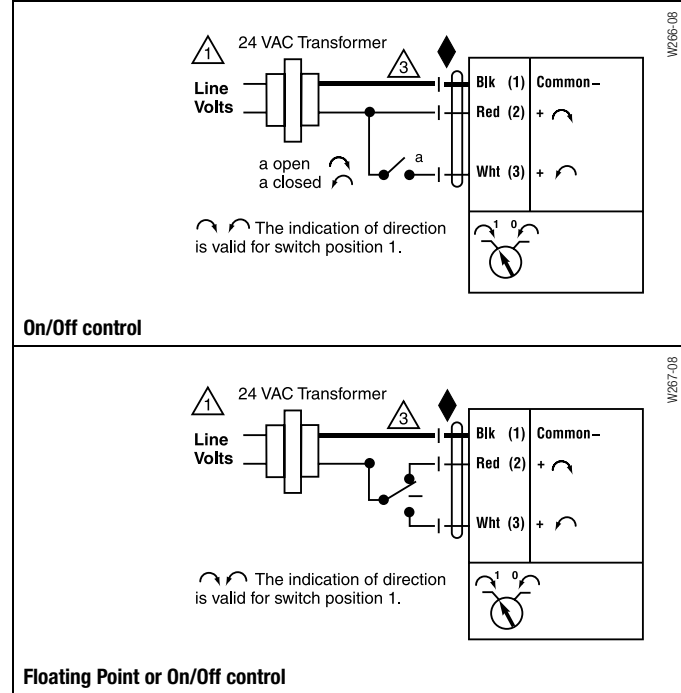 W266-08
24 VAC Transformer
1
3
Line
Volts
Blk (1) Common–
Red (2) +
a open
a closed
a
Wht (3) +
The indication of direction
is valid for switch position 1.
1 0
On/Off control
W267-08
24 VAC Transformer
1
3
Line
Volts
Blk (1) Common–
Red (2) +
Wht (3) +
The indication of direction
is valid for switch position 1.
1 0
Floating Point or On/Off control